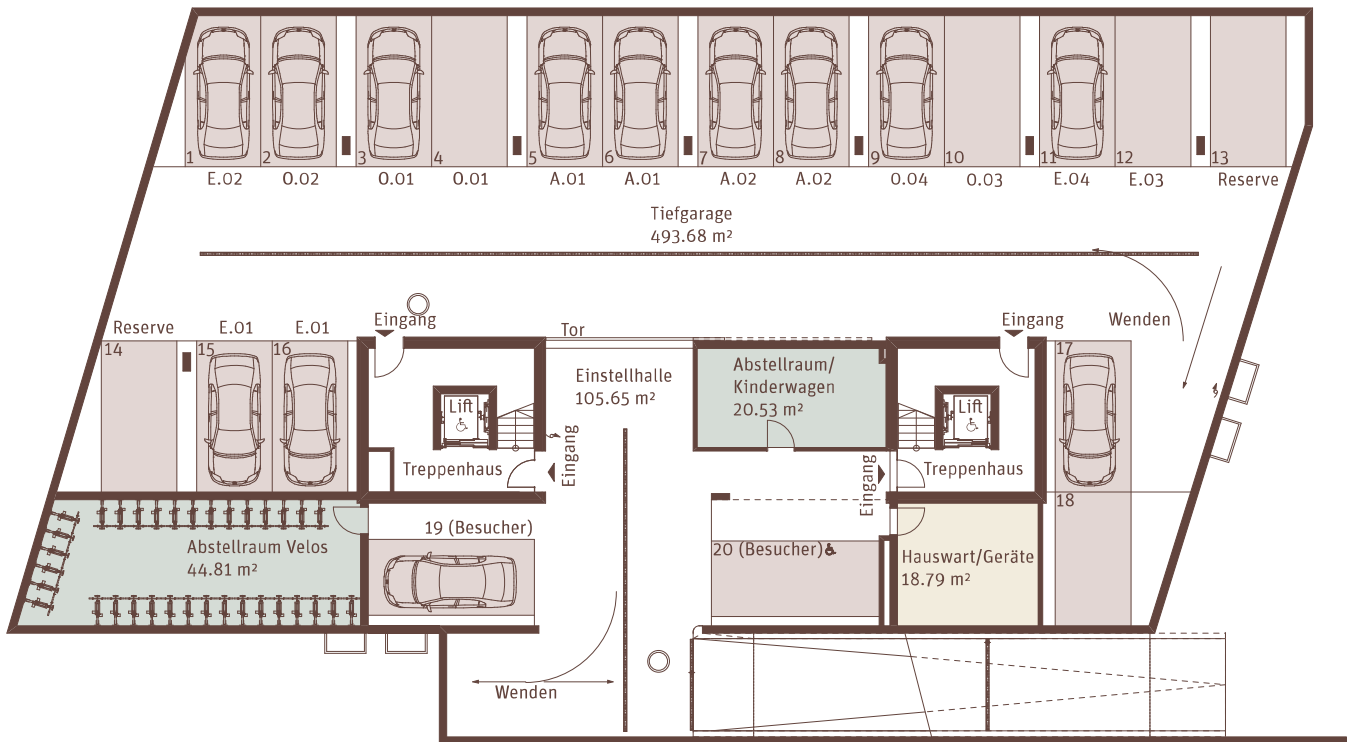 1 2 3 4 5 6 7 8 9 10 11 12 13
E.02 O.02 O.01 O.01 A.01 A.01 A.02 A.02 O.04 O.03 E.04 E.03 Reserve
Tiefgarage
493.68 m²
Reserve E.01 E.01
14 15 16
Eingang
Tor
Eingang
Wenden
17
Einstellhalle
105.65 m²
Abstellraum/
Kinderwagen
20.53 m²
Lift
Lift
Treppenhaus
Eingang
Eingang
Treppenhaus
18
Abstellraum Velos
44.81 m²
19 (Besucher)
20 (Besucher)
Hauswart/Geräte
18.79 m²
Wenden